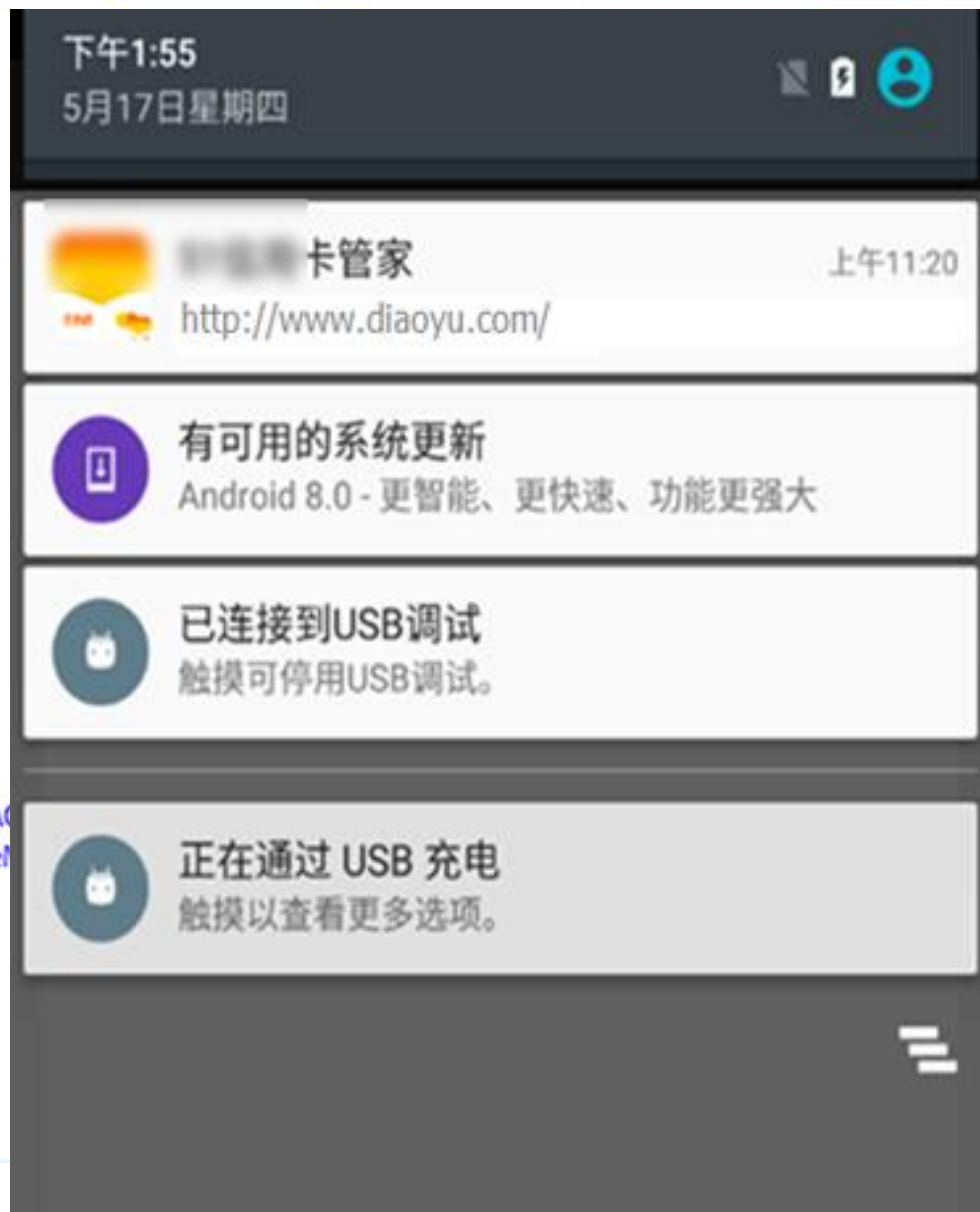 下午1:55
5月17日星期四
卡管家
上午11:20
http://www.diaoyu.com/
有可用的系统更新
Android 8.0 - 更智能、更快速、功能更强大
已连接到USB调试
触摸可停用USB调试。
正在通过 USB 充电
触摸以查看更多选项。